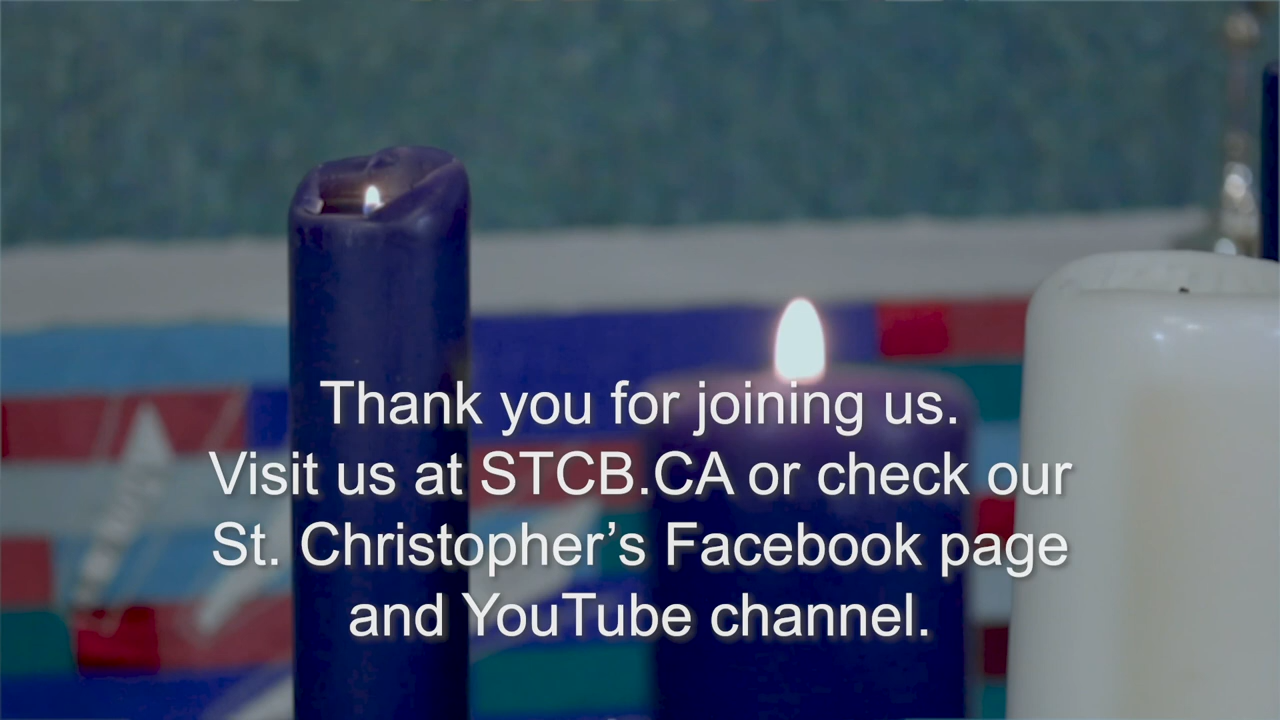 Thank you for joining us.
Visit us at STCB.CA or check our
St. Christopher’s Facebook page
and YouTube channel.